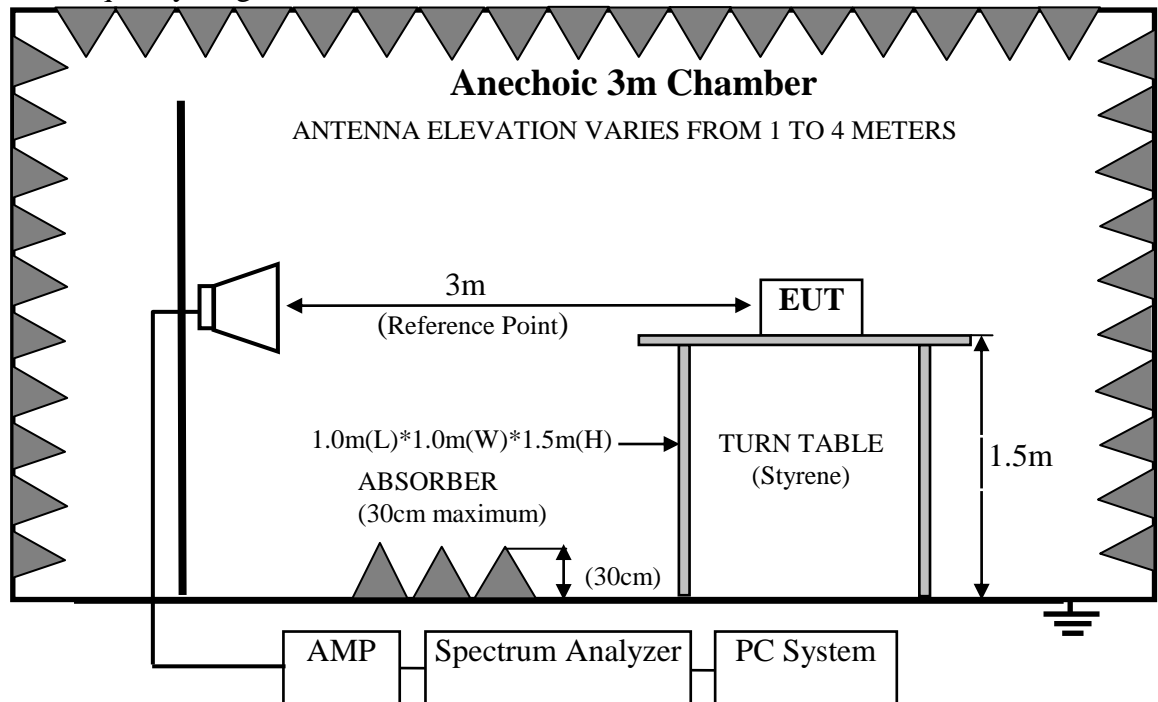 Anechoic 3m Chamber
ANTENNA ELEVATION VARIES FROM 1 TO 4 METERS
3m
(Reference Point)
EUT
1.0m(L)*1.0m(W)*1.5m(H)
TURN TABLE
(Styrene)
1.5m
ABSORBER
(30cm maximum)
(30cm)
AMP
Spectrum Analyzer
PC System